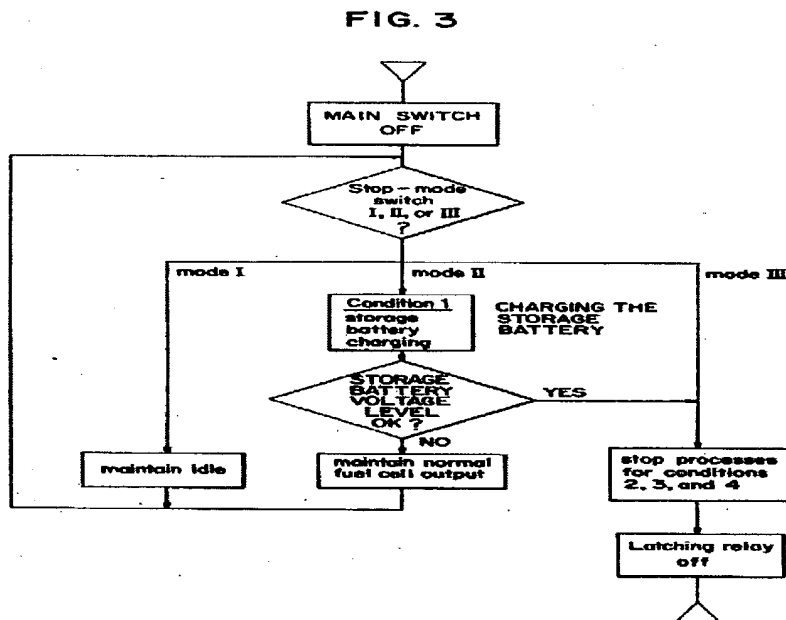 FIG. 3
MAIN SWITCH
OFF
Stop-mode
switch
I, II, or III
?
mode I
mode II
mode III
Condition 1
storage
battery
charging
CHARGING THE
STORAGE
BATTERY
STORAGE
BATTERY
VOLTAGE
LEVEL
OK ?
YES
NO
maintain idle
maintain normal
fuel cell output
stop processes
for conditions
2, 3, and 4
Latching relay
off